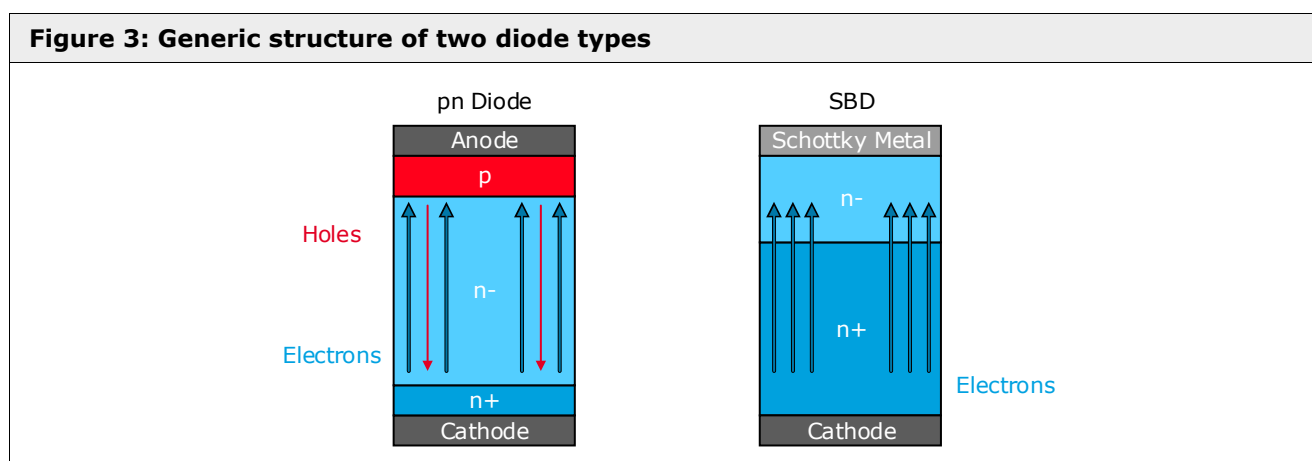 Figure 3: Generic structure of two diode types
pn Diode
Anode
p
Holes
n-
Electrons
n+
Cathode
SBD
Schottky Metal
n-
n+
Electrons
Cathode